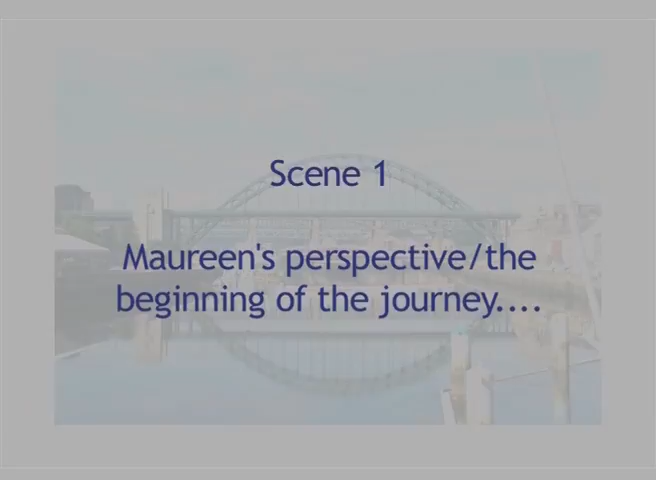 Scene 1
Maureen's perspective/the
beginning of the journey....